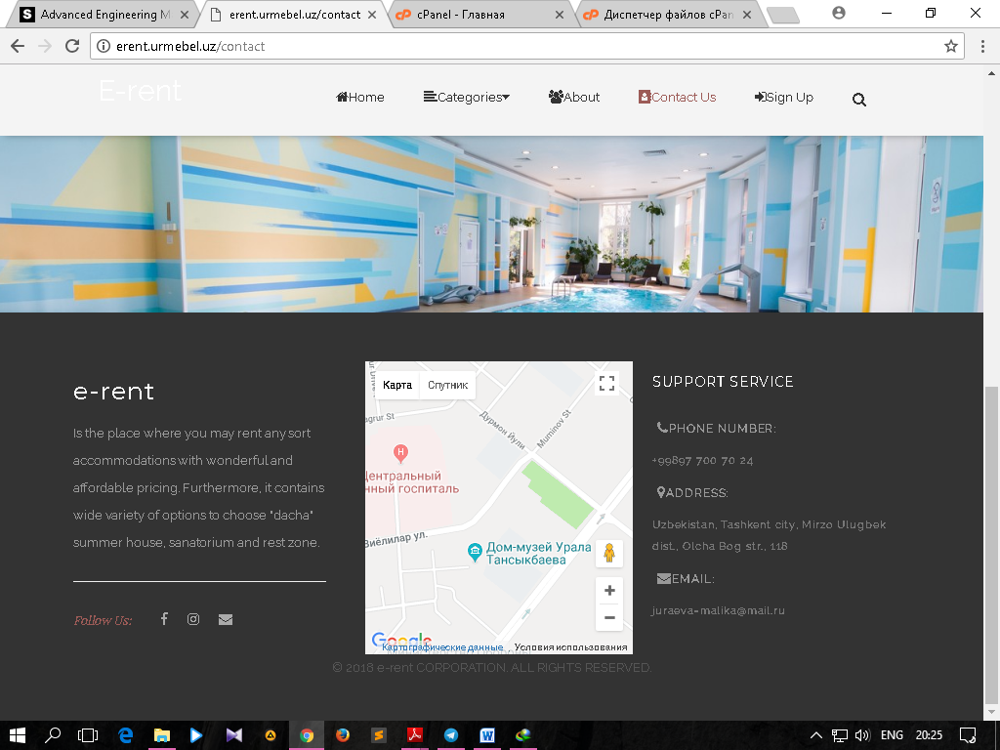 Advanced Engineering M
erent.urmebel.uz/contact
cPanel - Главная
Диспетчер файлов cPan
erent.urmebel.uz/contact
E-rent
Home
Categories
About
Contact Us
Sign Up
e-rent
Is the place where you may rent any sort
accommodations with wonderful and
affordable pricing. Furthermore, it contains
wide variety of options to choose "dacha"
summer house, sanatorium and rest zone.
Follow Us:
Карта
Спутник
agrur St
Дурмон Йули
Muminov St
H
Центральный
нный госпиталь
Виёлилар ул.
Дом-музей Урала
Тансыкбаева
Google
Картографические данные
Условия использования
SUPPORT SERVICE
PHONE NUMBER:
+99897 700 70 24
ADDRESS:
Uzbekistan, Tashkent city, Mirzo Ulugbek
dist., Olcha Bog str., 118
EMAIL:
juraeva-malika@mail.ru
© 2018 e-rent CORPORATION. ALL RIGHTS RESERVED.
ENG
20:25